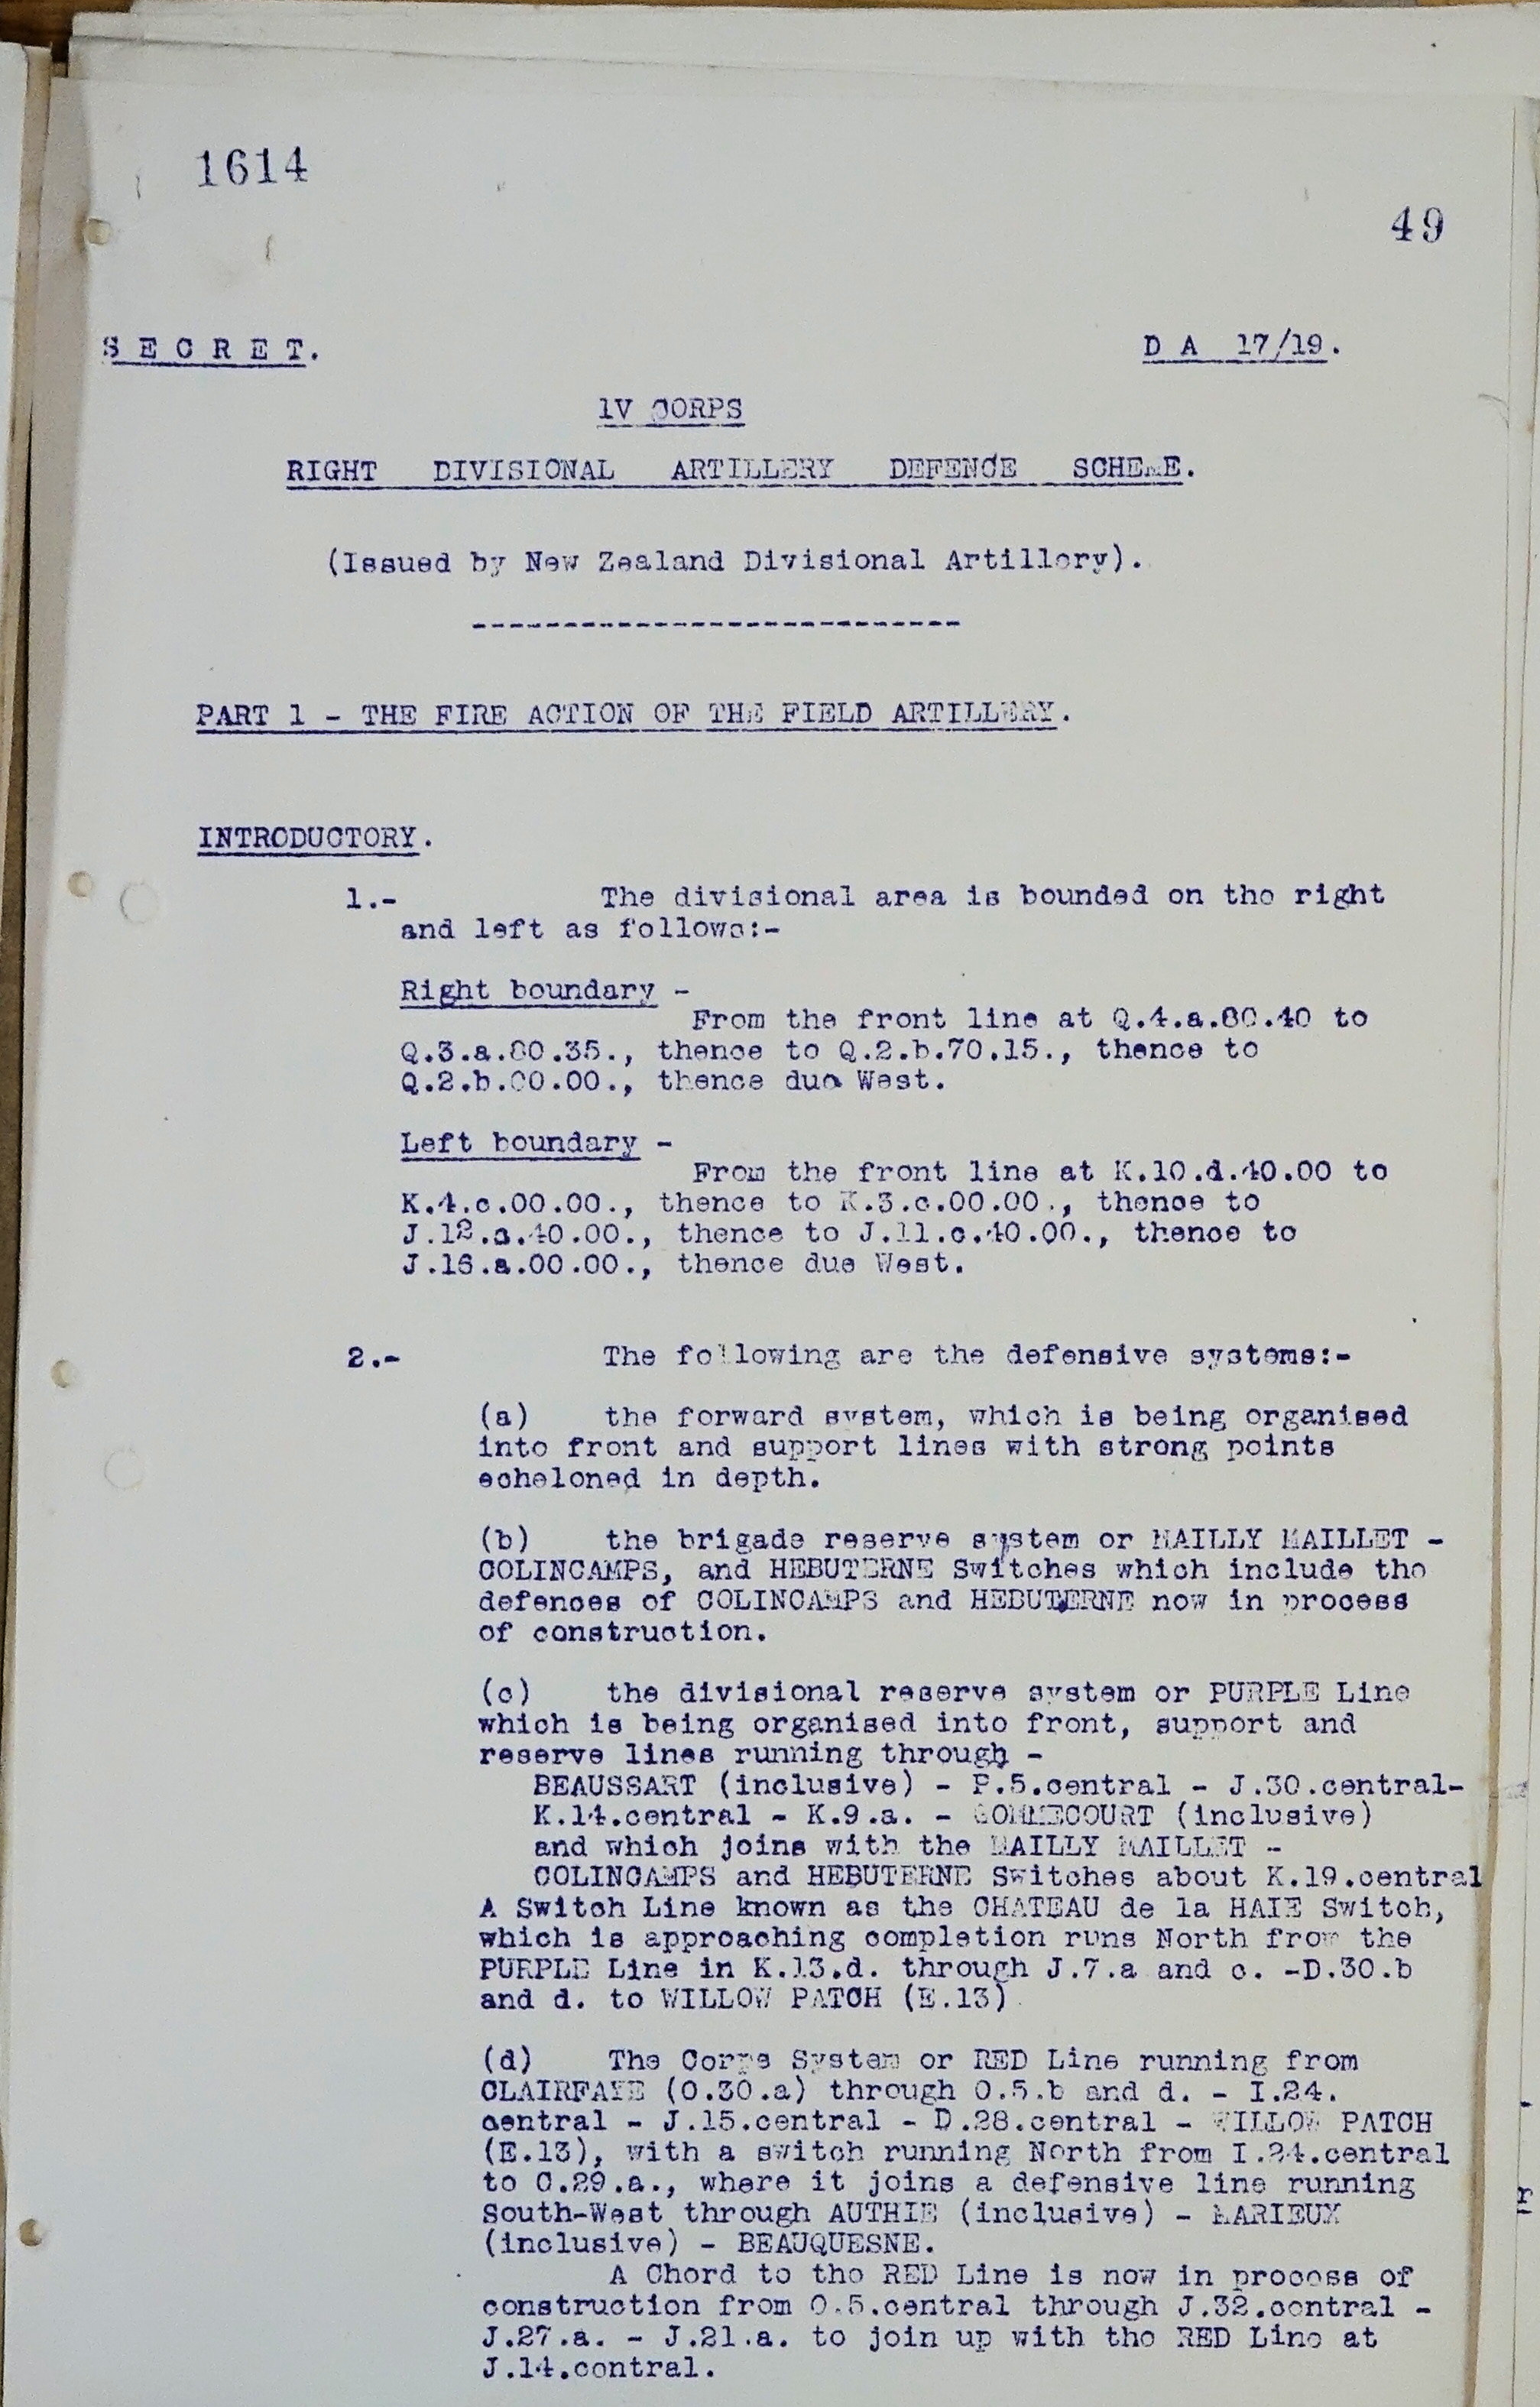 1614
49
S E C R E T.
D A 17/19.
1V CORPS
RIGHT DIVISIONAL ARTILLERY DEFENCE SCHEME.
(Issued by New Zealand Divisional Artillery).
---------------------------
PART 1 - THE FIRE ACTION OF THE FIELD ARTILLERY.
INTRODUCTORY.
1.- The divisional area is bounded on the right
and left as follows:-
Right boundary -
From the front line at Q.4.a.80.40 to
Q.3.a.80.35., thence to Q.2.b.70.15., thence to
Q.2.b.00.00., thence due West.
Left boundary -
From the front line at K.10.d.40.00 to
K.4.c.00.00., thence to K.3.c.00.00., thence to
J.12.c.40.00., thence to J.11.c.40.00., thence to
J.16.a.00.00., thence due West.
2.- The following are the defensive systems:-
(a) the forward system, which is being organised
into front and support lines with strong points
echeloned in depth.
(b) the brigade reserve system or MAILLY MAILLET -
COLINCAMPS, and HEBUTERNE Switches which include the
defences of COLINCAMPS and HEBUTERNE now in process
of construction.
(c) the divisional reserve system or PURPLE Line
which is being organised into front, support and
reserve lines running through -
BEAUSSART (inclusive) - P.5.central - J.30.central-
K.14.central - K.9.a. - GOMMECOURT (inclusive)
and which joins with the MAILLY MAILLET -
COLINCAMPS and HEBUTERNE Switches about K.19.central
A Switch Line known as the CHATEAU de la HAIE Switch,
which is approaching completion runs North from the
PURPLE Line in K.13.d. through J.7.a and c. -D.30.b
and d. to WILLOW PATCH (E.13)
(d) The Corps System or RED Line running from
CLAIRFAYE (O.30.a) through O.5.b and d. - I.24.
central - J.15.central - D.28.central - WILLOW PATCH
(E.13), with a switch running North from I.24.central
to C.29.a., where it joins a defensive line running
South-West through AUTHIE (inclusive) - MARIEUX
(inclusive) - BEAUQUESNE.
A Chord to the RED Line is now in process of
construction from O.5.central through J.32.central -
J.27.a. - J.21.a. to join up with the RED Line at
J.14.central.